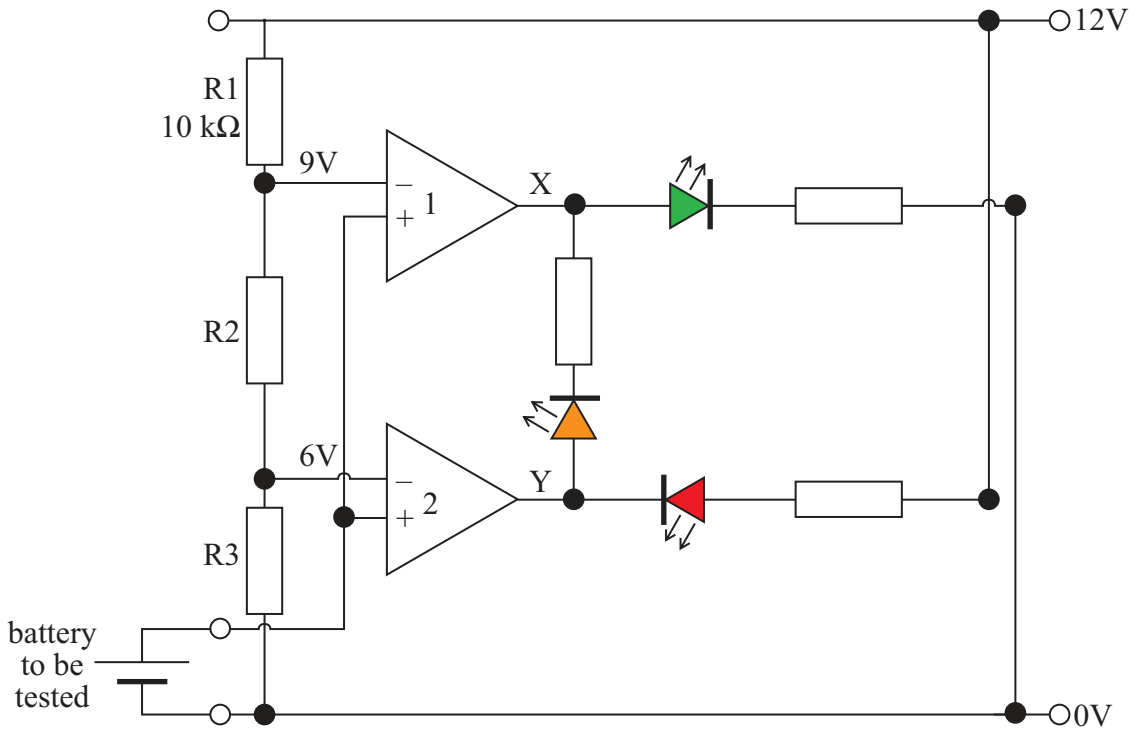 12V
R1
10 kΩ
9V
X
−
1
+
R2
6V
Y
−
2
+
R3
battery
to be
tested
0V